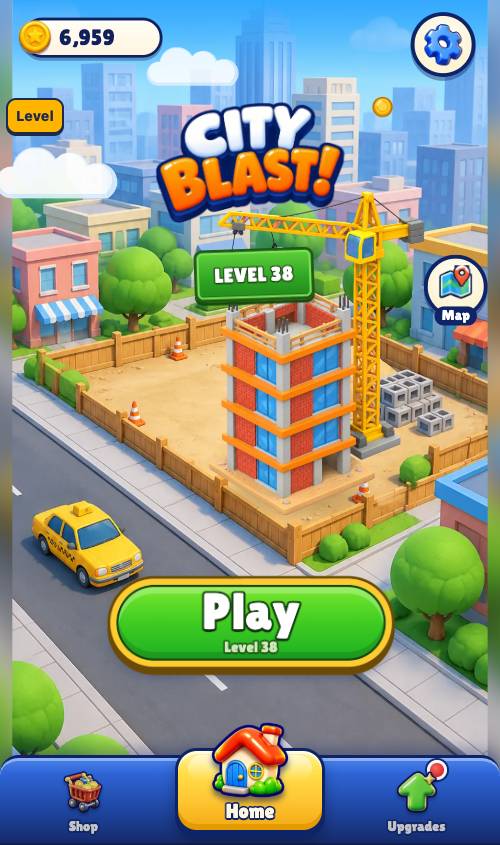 6,959
Level
CITY
BLAST!
LEVEL 38
Map
Play
Level 38
Shop
Home
Upgrades